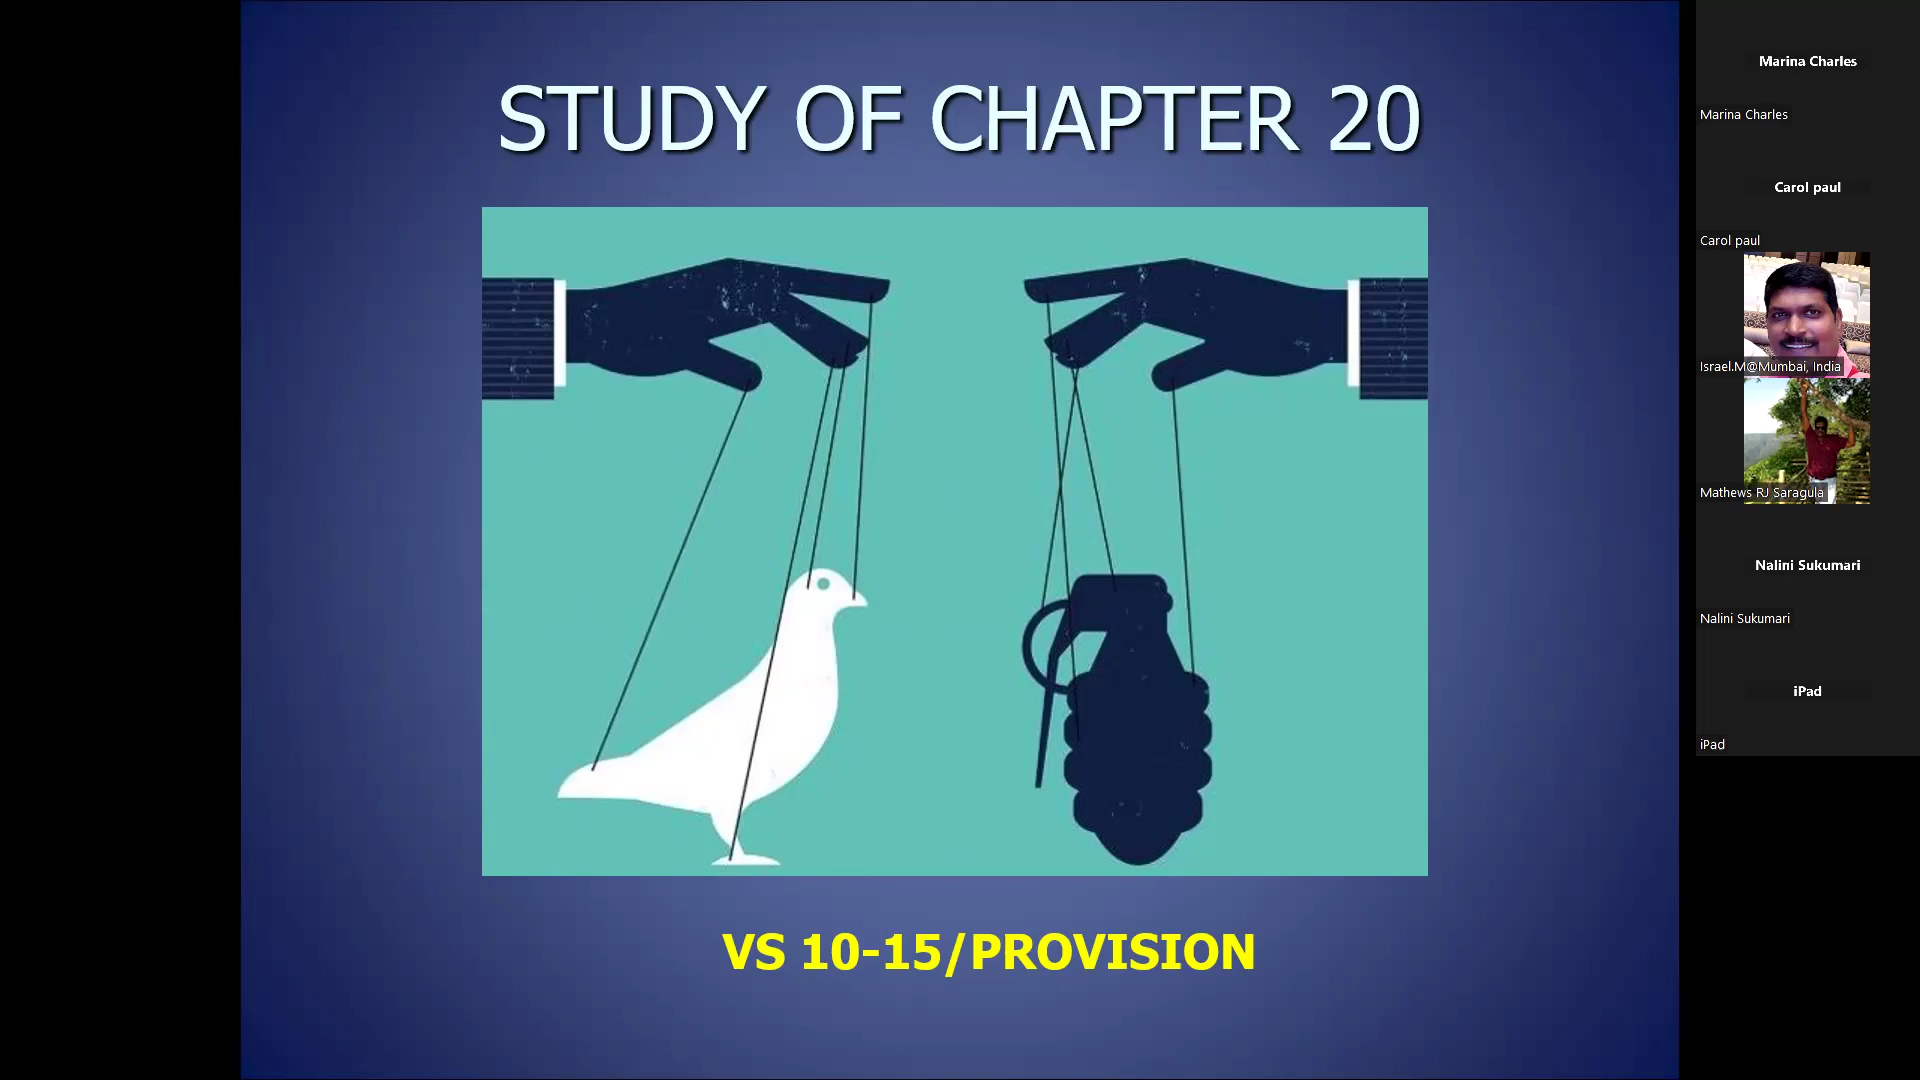 STUDY OF CHAPTER 20
VS 10-15/PROVISION
Marina Charles
Marina Charles
Carol paul
Carol paul
Israel.M@Mumbai, India
Mathews RJ Saragula
Nalini Sukumari
Nalini Sukumari
iPad
iPad